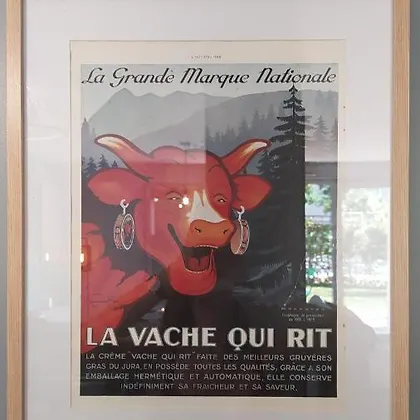 La Grande Marque Nationale
LA VACHE QUI RIT
LA CRÈME "VACHE QUI RIT" FAITE DES MEILLEURS GRUYÈRES
GRAS DU JURA, EN POSSÈDE TOUTES LES QUALITÉS, GRACE A SON
EMBALLAGE HERMÉTIQUE ET AUTOMATIQUE, ELLE CONSERVE
INDÉFINIMENT SA FRAICHEUR ET SA SAVEUR.